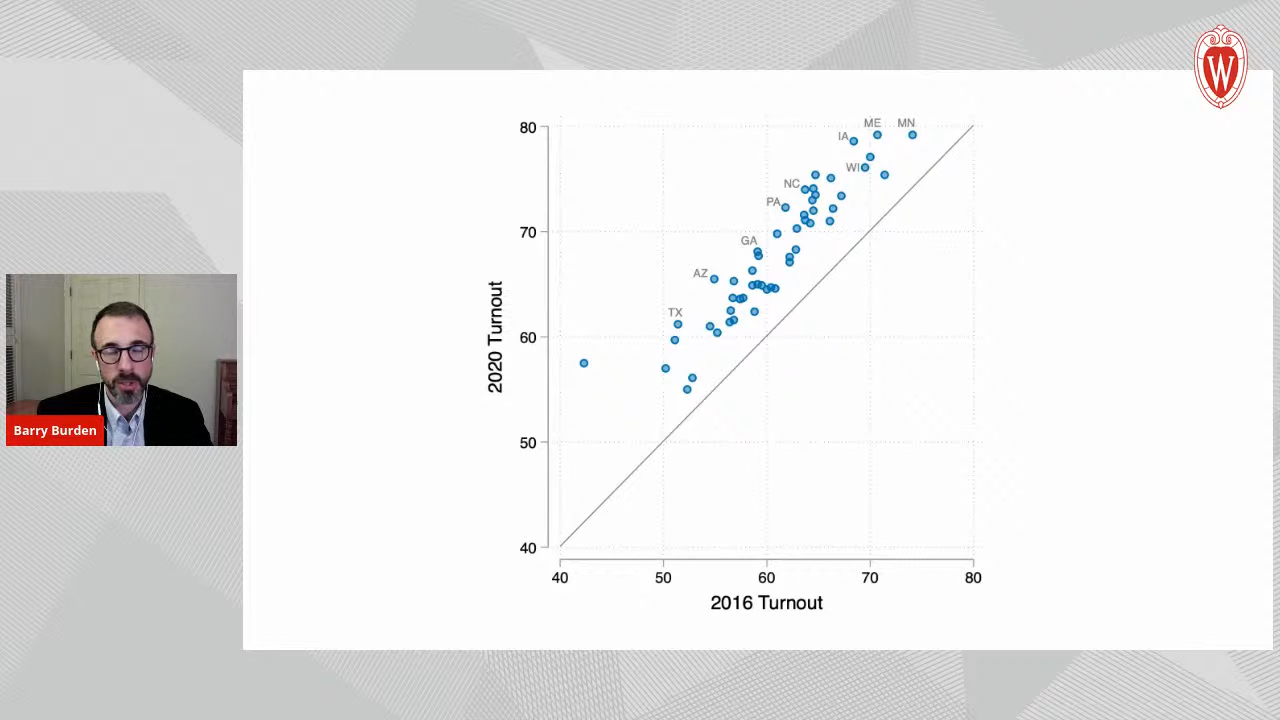 W
ME MN
IA
WI
NC
PA
GA
AZ
TX
80
70
60
50
40
2020 Turnout
40 50 60 70 80
2016 Turnout
Barry Burden